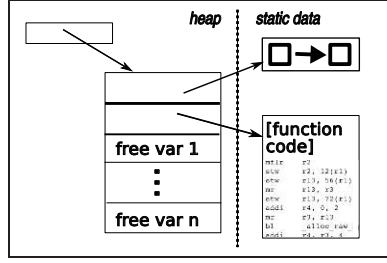 heap
static data
[function
code]
free var 1
free var n
mtlr r2
stw r2, 12(r1)
stw r13, 56(r1)
mr r13, r3
stw r13, 72(r1)
addi r4, 0, 2
mr r3, r13
bl alloc_raw
addi r4, r3, 4